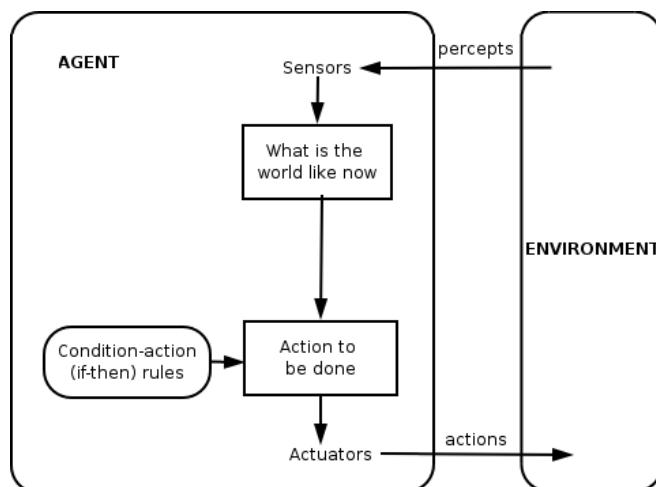 percepts
AGENT
Sensors
What is the
world like now
ENVIRONMENT
Condition-action
(if-then) rules
Action to
be done
Actuators
actions